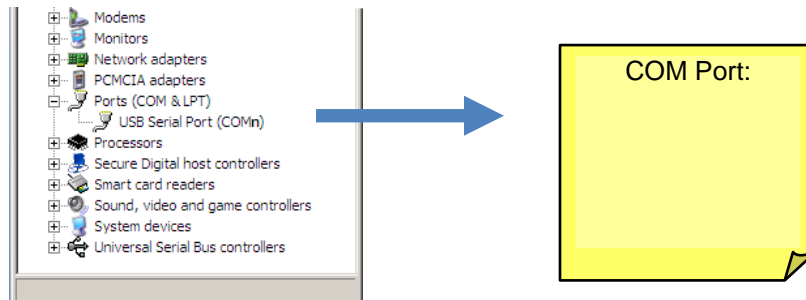 Modems
Monitors
Network adapters
PCMCIA adapters
Ports (COM & LPT)
USB Serial Port (COMn)
Processors
Secure Digital host controllers
Smart card readers
Sound, video and game controllers
System devices
Universal Serial Bus controllers
COM Port: